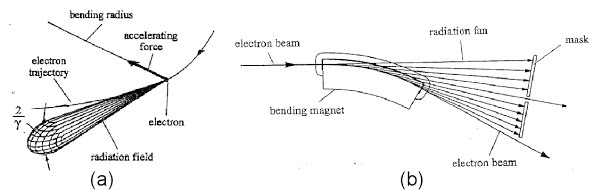 bending radius
accelerating
force
electron
trajectory
2
γ
electron
radiation field
(a)
radiation fan
mask
electron beam
bending magnet
electron beam
(b)